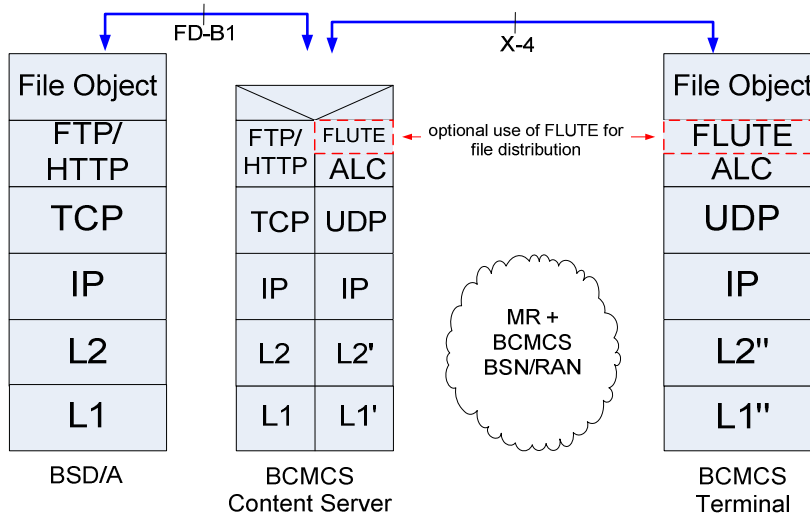 FD-B1
X-4
File Object
FTP/
HTTP
TCP
IP
L2
L1
BSD/A
FTP/
HTTP
TCP
IP
L2
L1
FLUTE
ALC
UDP
IP
L2'
L1'
BCMCS
Content Server
optional use of FLUTE for
file distribution
MR +
BCMCS
BSN/RAN
File Object
FLUTE
ALC
UDP
IP
L2"
L1"
BCMCS
Terminal